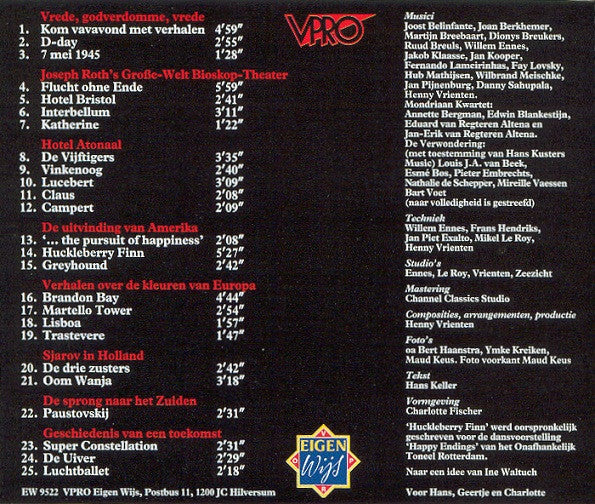 Vrede, godverdomme, vrede
1. Kom vavavond met verhalen 4′59″
2. D-day 2′55″
3. 7 mei 1945 1′28″
Joseph Roth's Große-Welt Bioskop-Theater
4. Flucht ohne Ende 5′59″
5. Hotel Bristol 2′41″
6. Interbellum 3′11″
7. Katherine 1′22″
Hotel Atonaal
8. De Vijftigers 3′35″
9. Vinkenoog 2′40″
10. Lucebert 3′09″
11. Claus 2′08″
12. Campert 2′09″
De uitvinding van Amerika
13. ‘... the pursuit of happiness’ 2′08″
14. Huckleberry Finn 5′27″
15. Greyhound 2′42″
Verhalen over de kleuren van Europa
16. Brandon Bay 4′44″
17. Martello Tower 2′54″
18. Lisboa 1′57″
19. Trastevere 1′47″
Sjarov in Holland
20. De drie zusters 2′42″
21. Oom Wanja 3′18″
De sprong naar het Zuiden
22. Paustovskij 2′31″
Geschiedenis van een toekomst
23. Super Constellation 2′31″
24. De Uiver 2′29″
25. Luchtballet 2′18″
EW 9522 VPRO Eigen Wijs, Postbus 11, 1200 JC Hilversum
VPRO
VPRO
EIGEN
Wijs
Musici
Joost Belinfante, Joan Berkhemer,
Martijn Breebaart, Dionys Breukers,
Ruud Breuls, Willem Ennes,
Jakob Klaasse, Jan Kooper,
Fernando Lameirinhas, Fay Lovsky,
Hub Mathijsen, Wilbrand Meischke,
Jan Pijnenburg, Danny Sahupala,
Henny Vrienten.
Mondriaan Kwartet:
Annette Bergman, Edwin Blankestijn,
Eduard van Regteren Altena en
Jan-Erik van Regteren Altena.
De Verwondering:
(met toestemming van Hans Kusters
Music) Louis J.A. van Beek,
Esmé Bos, Pieter Embrechts,
Nathalie de Schepper, Mireille Vaessen
Bart Voet
(naar volledigheid is gestreefd)
Techniek
Willem Ennes, Frans Hendriks,
Jan Piet Exalto, Mikel Le Roy,
Henny Vrienten
Studio's
Ennes, Le Roy, Vrienten, Zeezicht
Mastering
Channel Classics Studio
Composities, arrangementen, productie
Henny Vrienten
Foto's
oa Bert Haanstra, Ymke Kreiken,
Maud Keus. Foto voorkant Maud Keus
Tekst
Hans Keller
Vormgeving
Charlotte Fischer
‘Huckleberry Finn’ werd oorspronkelijk
geschreven voor de dansvoorstelling
‘Happy Endings’ van het Onafhankelijk
Toneel Rotterdam.
Naar een idee van Ine Waltuch
Voor Hans, Geertje en Charlotte